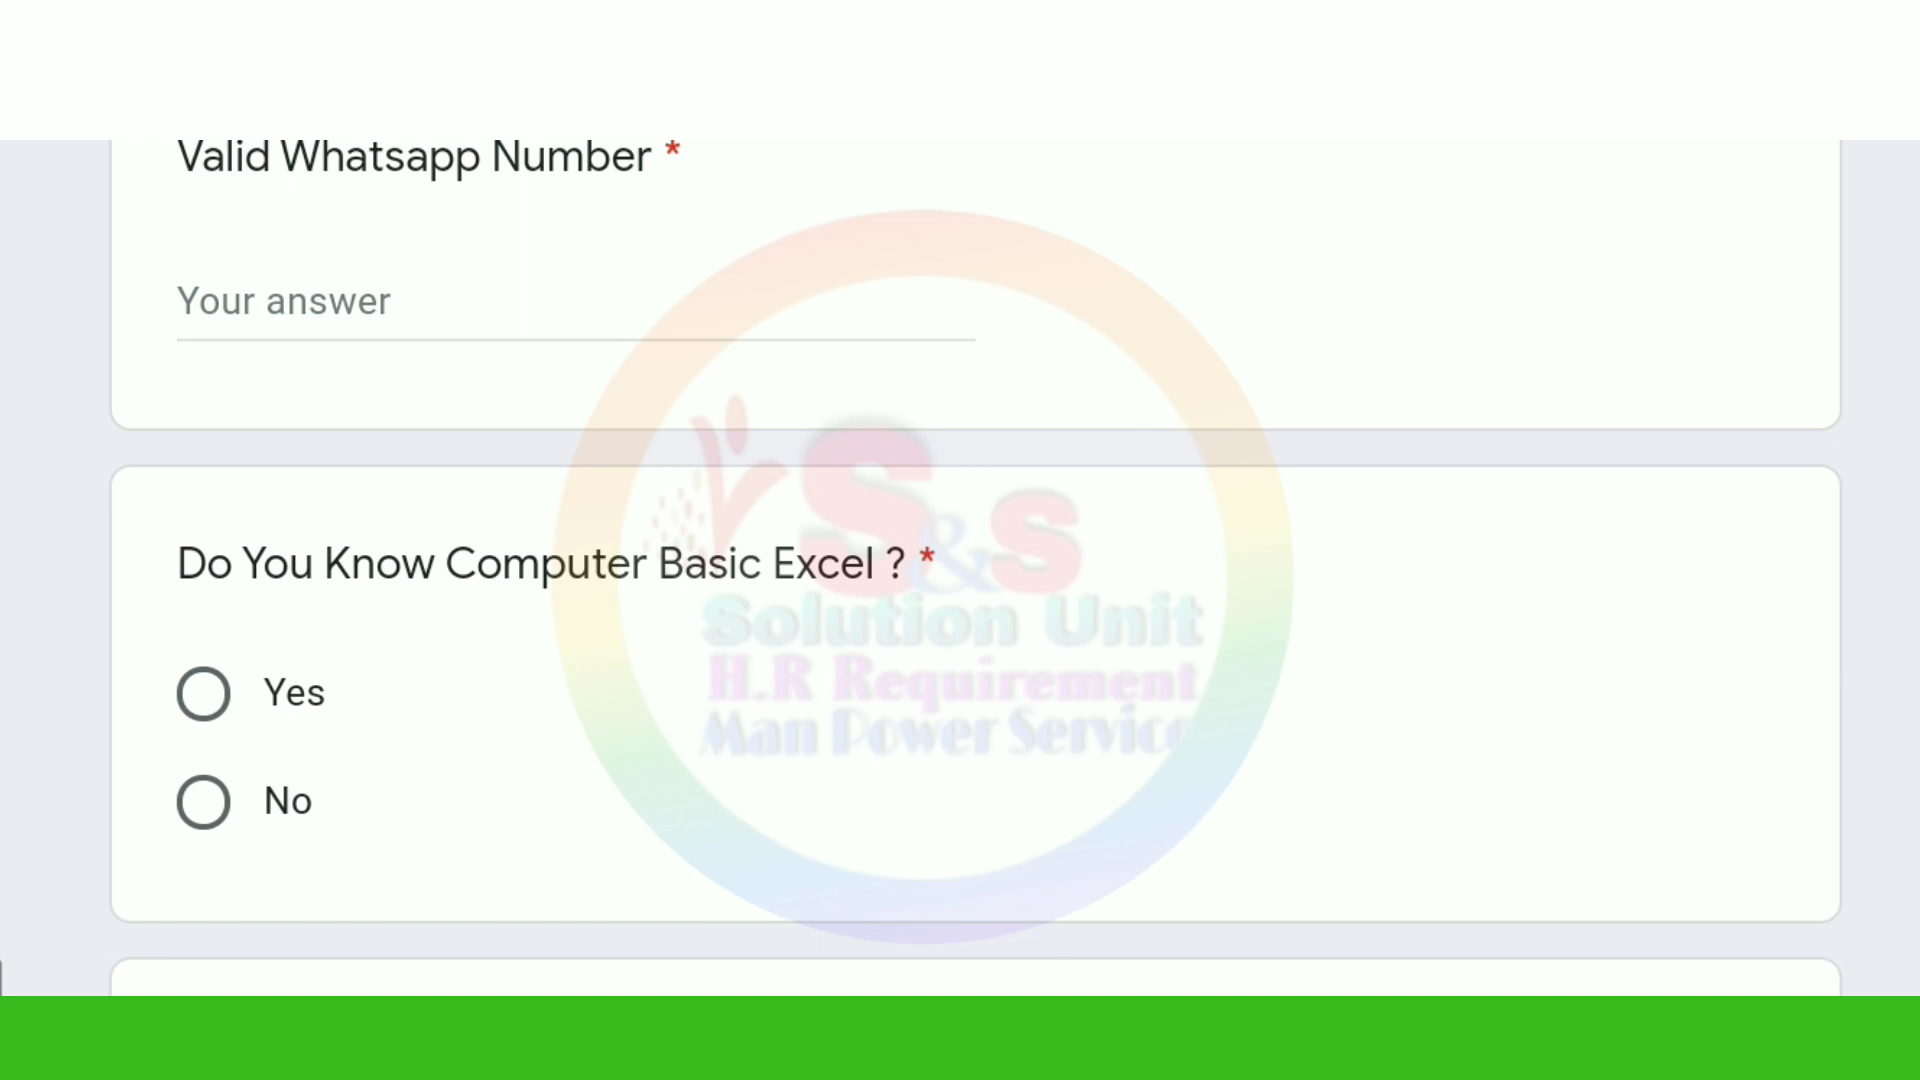 Valid Whatsapp Number *
Your answer
Do You Know Computer Basic Excel ? *
Yes
No
S&s
Solution Unit
H.R Requirement
Man Power Service